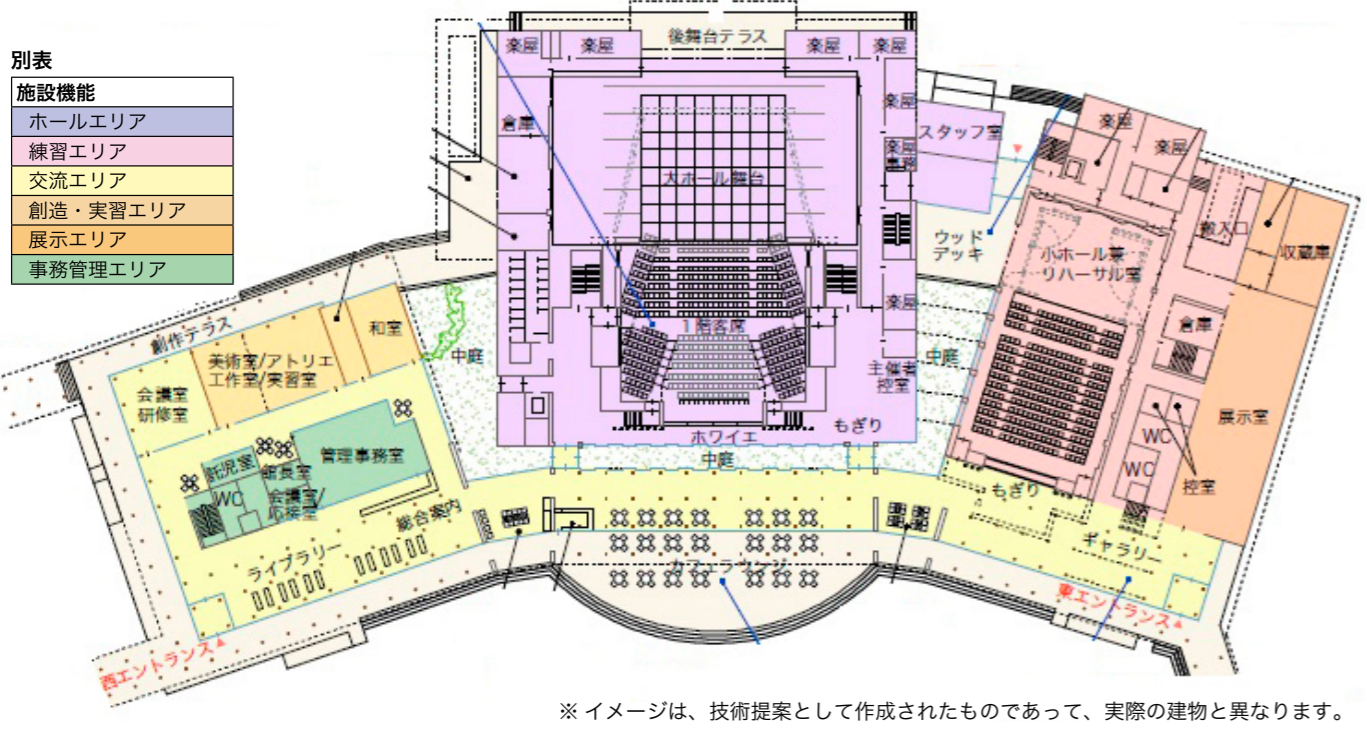 別表
施設機能
ホールエリア
練習エリア
交流エリア
創造・実習エリア
展示エリア
事務管理エリア
後舞台テラス
楽屋
楽屋
楽屋
楽屋
倉庫
大ホール舞台
楽屋
楽屋
事務
スタッフ室
楽屋
楽屋
ウッド
デッキ
小ホール兼
リハーサル室
搬入口
収蔵庫
楽屋
倉庫
1階客席
主催者
控室
中庭
中庭
創作テラス
和室
美術室/アトリエ
工作室/実習室
会議室
研修室
展示室
もぎり
ホワイエ
中庭
管理事務室
託児室
館長室
WC
会議室/
応接室
総合案内
ライブラリー
WC
WC
控室
もぎり
ギャラリー
カフェラウンジ
東エントランス
西エントランス
※ イメージは、技術提案として作成されたものであって、実際の建物と異なります。